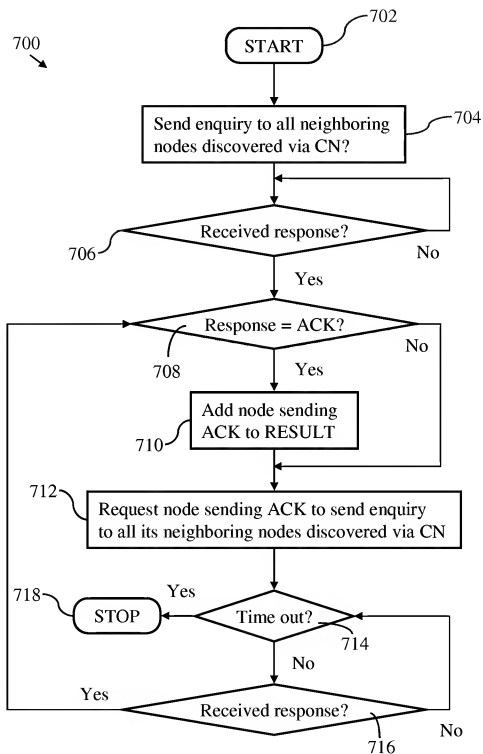 702
START
700
704
Send enquiry to all neighboring
nodes discovered via CN?
706
Received response?
No
Yes
Response = ACK?
708
No
Yes
Add node sending
ACK to RESULT
710
712
Request node sending ACK to send enquiry
to all its neighboring nodes discovered via CN
718
Yes
STOP
Time out?
714
No
Yes
Received response?
716
No